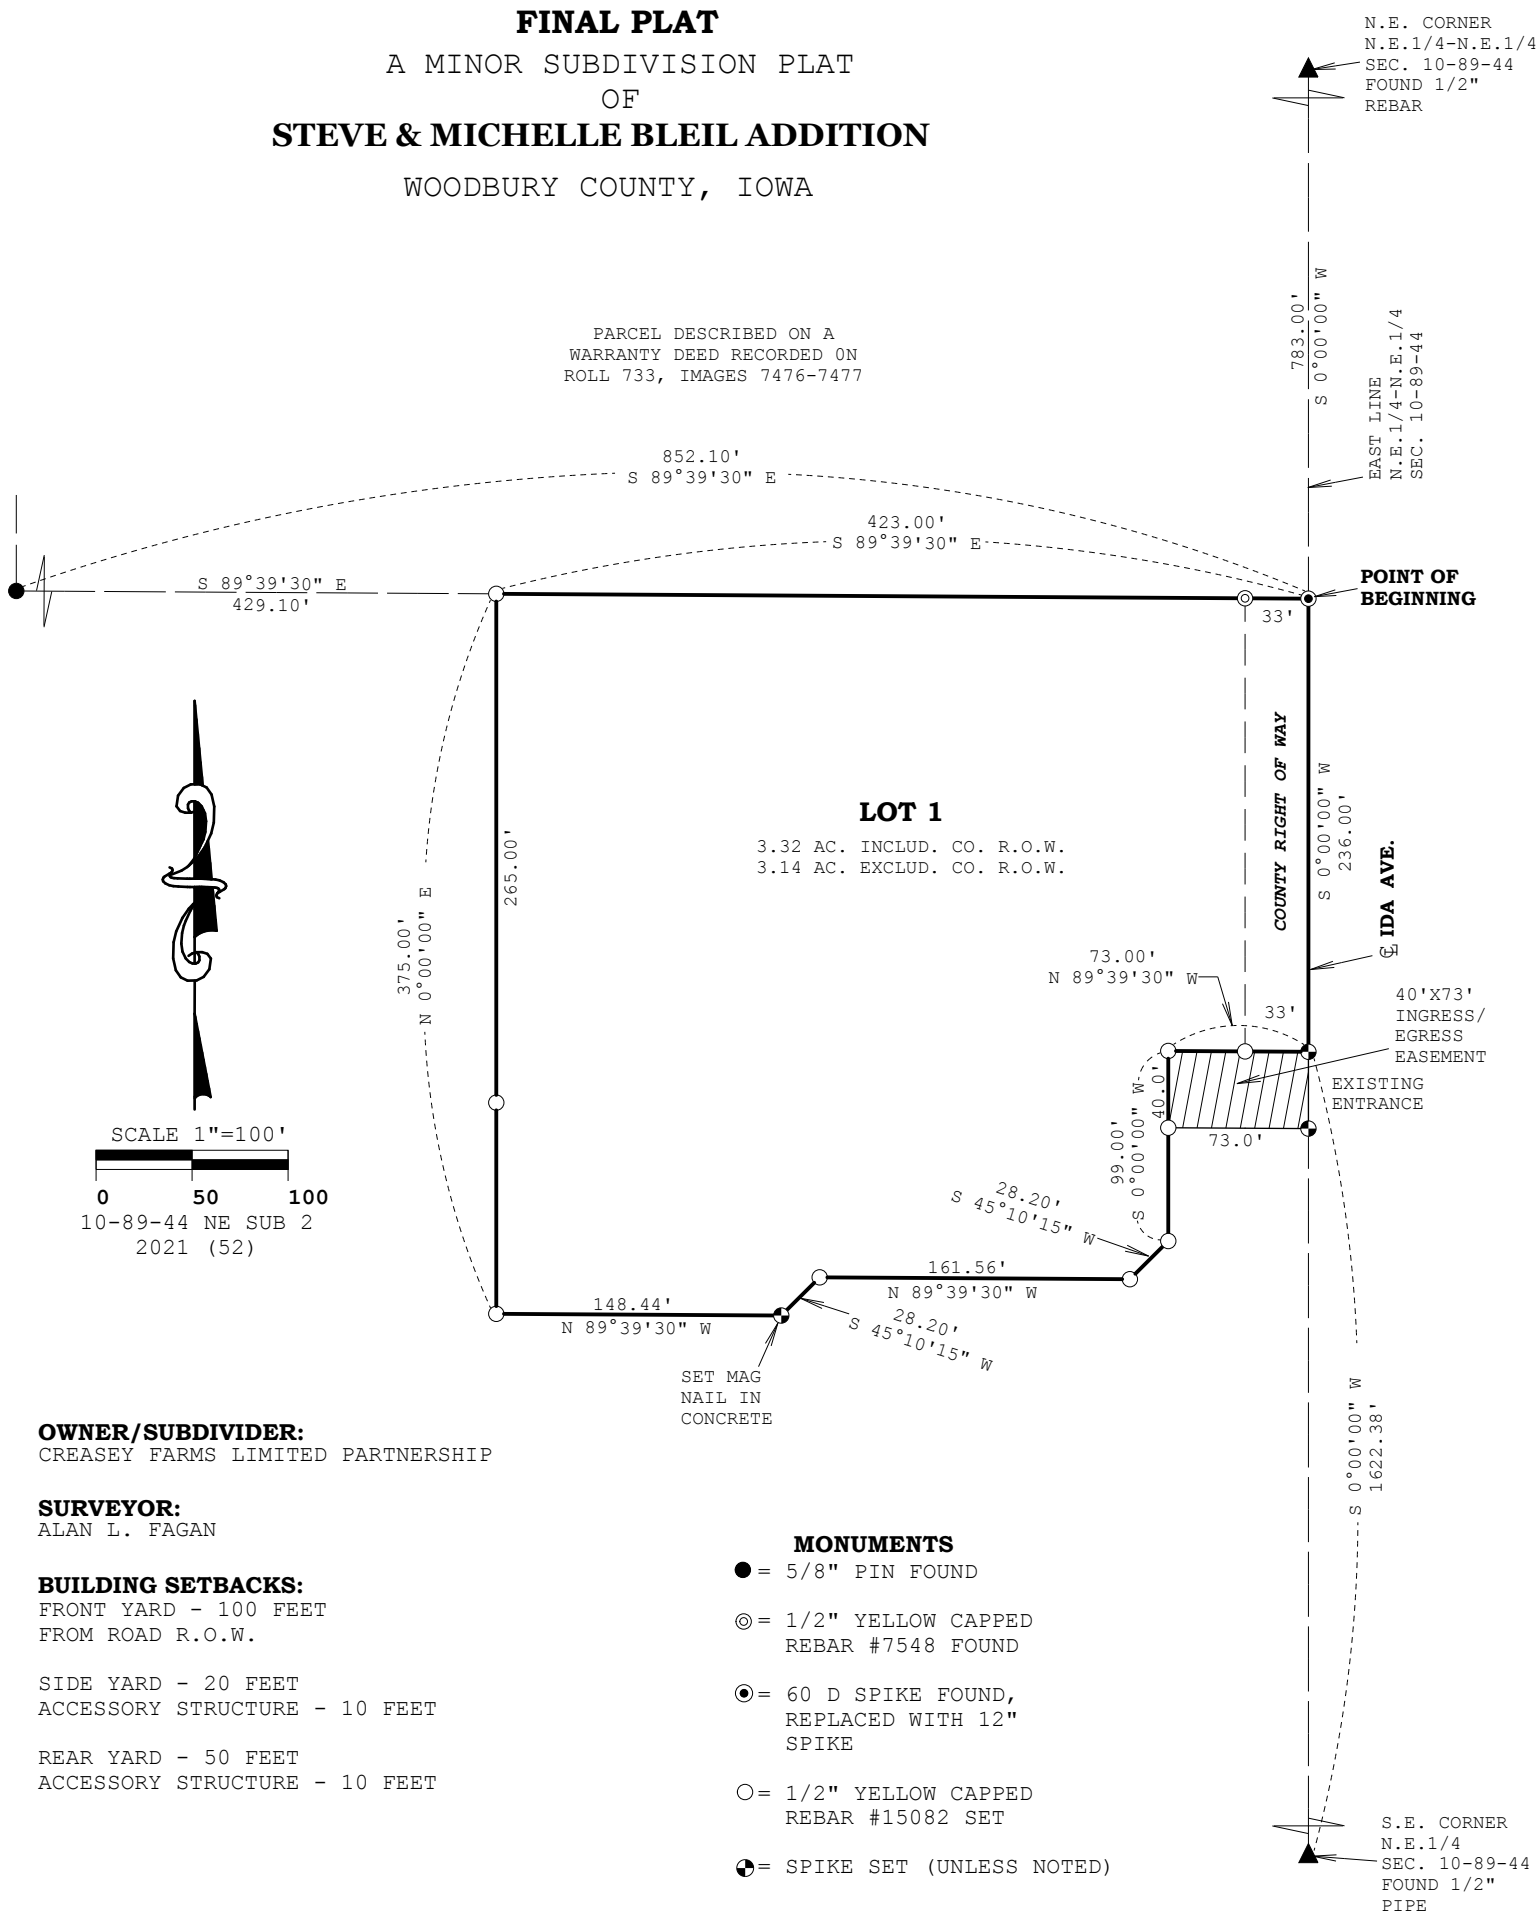 FINAL PLAT
A MINOR SUBDIVISION PLAT
OF
STEVE & MICHELLE BLEIL ADDITION
WOODBURY COUNTY, IOWA
N.E. CORNER
N.E.1/4-N.E.1/4
SEC. 10-89-44
FOUND 1/2"
REBAR
783.00'
S 0°00'00" W
EAST LINE
N.E.1/4-N.E.1/4
SEC. 10-89-44
PARCEL DESCRIBED ON A
WARRANTY DEED RECORDED 0N
ROLL 733, IMAGES 7476-7477
852.10'
S 89°39'30" E
423.00'
S 89°39'30" E
S 89°39'30" E
429.10'
POINT OF
BEGINNING
33'
COUNTY RIGHT OF WAY
S 0°00'00" W
236.00'
℄ IDA AVE.
LOT 1
3.32 AC. INCLUD. CO. R.O.W.
3.14 AC. EXCLUD. CO. R.O.W.
265.00'
375.00'
N 0°00'00" E
73.00'
N 89°39'30" W
33'
40'X73'
INGRESS/
EGRESS
EASEMENT
EXISTING
ENTRANCE
40.0'
73.0'
99.00'
S 0°00'00" W
28.20'
S 45°10'15" W
161.56'
N 89°39'30" W
28.20'
S 45°10'15" W
148.44'
N 89°39'30" W
SET MAG
NAIL IN
CONCRETE
SCALE 1"=100'
0 50 100
10-89-44 NE SUB 2
2021 (52)
S 0°00'00" W
1622.38'
OWNER/SUBDIVIDER:
CREASEY FARMS LIMITED PARTNERSHIP
SURVEYOR:
ALAN L. FAGAN
BUILDING SETBACKS:
FRONT YARD - 100 FEET
FROM ROAD R.O.W.
SIDE YARD - 20 FEET
ACCESSORY STRUCTURE - 10 FEET
REAR YARD - 50 FEET
ACCESSORY STRUCTURE - 10 FEET
MONUMENTS
= 5/8" PIN FOUND
= 1/2" YELLOW CAPPED
REBAR #7548 FOUND
= 60 D SPIKE FOUND,
REPLACED WITH 12"
SPIKE
= 1/2" YELLOW CAPPED
REBAR #15082 SET
= SPIKE SET (UNLESS NOTED)
S.E. CORNER
N.E.1/4
SEC. 10-89-44
FOUND 1/2"
PIPE